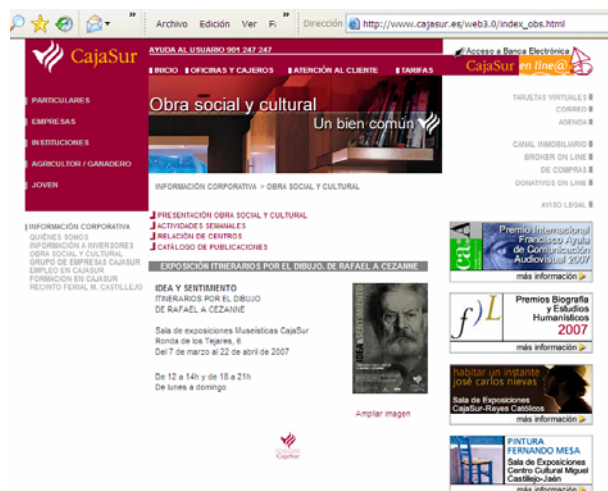 Archivo Edición Ver
Dirección http://www.cajasur.es/web3.0/index_obs.html
CajaSur
AYUDA AL USUARIO 901 247 247
INICIO OFICINAS Y CAJEROS ATENCIÓN AL CLIENTE TARIFAS
Acceso a Banca Electrónica
CajaSur en line@
PARTICULARES
EMPRESAS
INSTITUCIONES
AGRICULTOR / GANADERO
JOVEN
Obra social y cultural
Un bien común
TARJETAS VIRTUALES
CORREO
AGENDA
CANAL INMOBILIARIO
BROKER ON LINE
DE COMPRAS
DONATIVOS ON LINE
AVISO LEGAL
INFORMACIÓN CORPORATIVA > OBRA SOCIAL Y CULTURAL
PRESENTACIÓN OBRA SOCIAL Y CULTURAL
ACTIVIDADES SEMANALES
RELACIÓN DE CENTROS
CATÁLOGO DE PUBLICACIONES
INFORMACIÓN CORPORATIVA
QUIÉNES SOMOS
INFORMACIÓN A INVERSORES
OBRA SOCIAL Y CULTURAL
GRUPO DE EMPRESAS CAJASUR
EMPLEO EN CAJASUR
FORMACIÓN EN CAJASUR
RECINTO FERIAL M. CASTILLEJO
EXPOSICIÓN ITINERARIOS POR EL DIBUJO. DE RAFAEL A CEZANNE
IDEA Y SENTIMIENTO
ITINERARIOS POR EL DIBUJO
DE RAFAEL A CEZANNE
Sala de exposiciones Museísticas CajaSur
Ronda de los Tejares, 6
Del 7 de marzo al 22 de abril de 2007
De 12 a 14h y de 18 a 21h
De lunes a domingo
IDEA & SENTIMIENTO
Ampliar imagen
CajaSur
Premio Internacional
Francisco Ayala
de Comunicación
Audiovisual 2007
más información
f)L
Premios Biografía
y Estudios
Humanísticos
2007
más información
habitar un instante
josé carlos nievas
Sala de Exposiciones
CajaSur-Reyes Católicos
más información
PINTURA
FERNANDO MESA
Sala de Exposiciones
Centro Cultural Miguel
Castillejo-Jaén
más información